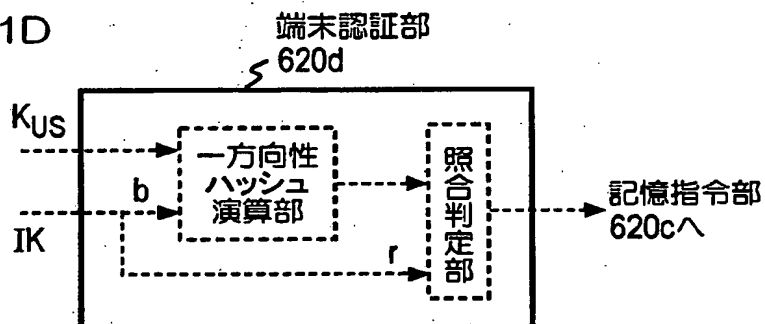 1D
端末認証部
620d
K_US
一方向性
ハッシュ
演算部
b
IK
r
照合判定部
記憶指令部
620cへ